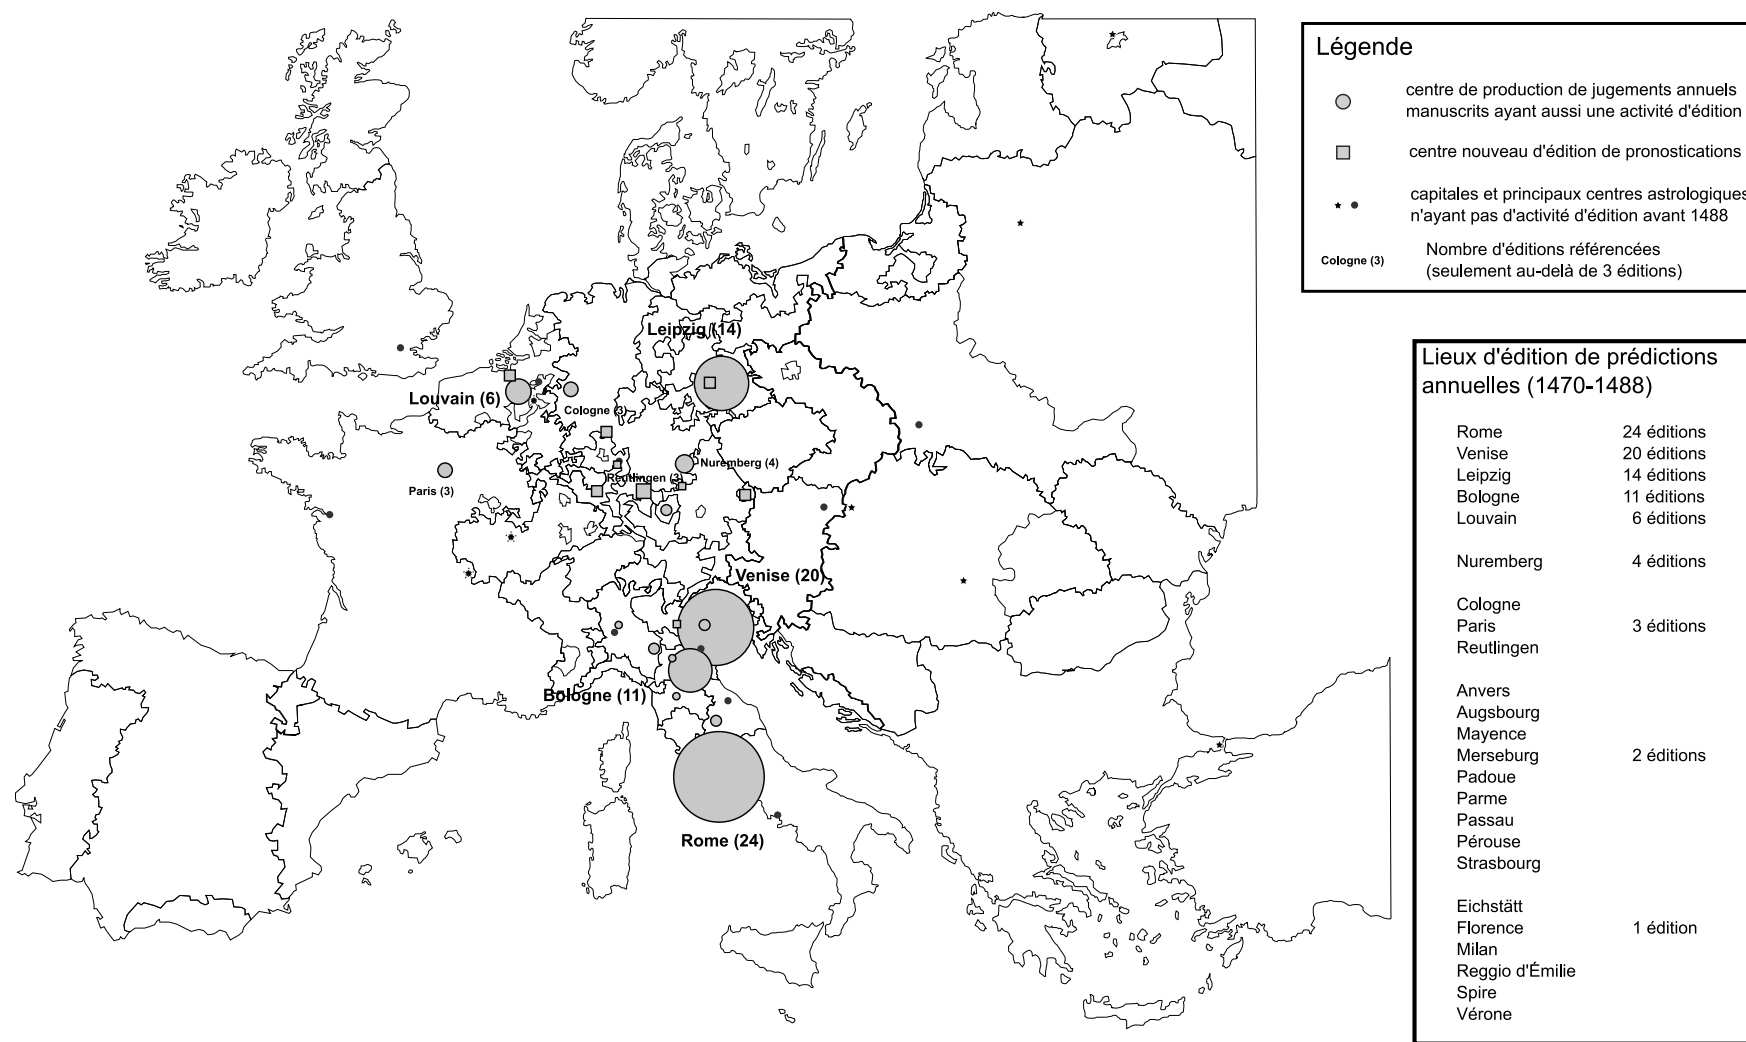 Légende
centre de production de jugements annuels
manuscrits ayant aussi une activité d'édition
centre nouveau d'édition de pronostications
capitales et principaux centres astrologiques
n'ayant pas d'activité d'édition avant 1488
Cologne (3)
Nombre d'éditions référencées
(seulement au-delà de 3 éditions)
Leipzig (14)
Louvain (6)
Cologne (3)
Nuremberg (4)
Reutlingen (3)
Paris (3)
Venise (20)
Bologne (11)
Rome (24)
Lieux d'édition de prédictions
annuelles (1470-1488)
Rome 24 éditions
Venise 20 éditions
Leipzig 14 éditions
Bologne 11 éditions
Louvain 6 éditions
Nuremberg 4 éditions
Cologne
Paris 3 éditions
Reutlingen
Anvers
Augsbourg
Mayence
Merseburg 2 éditions
Padoue
Parme
Passau
Pérouse
Strasbourg
Eichstätt
Florence 1 édition
Milan
Reggio d'Émilie
Spire
Vérone